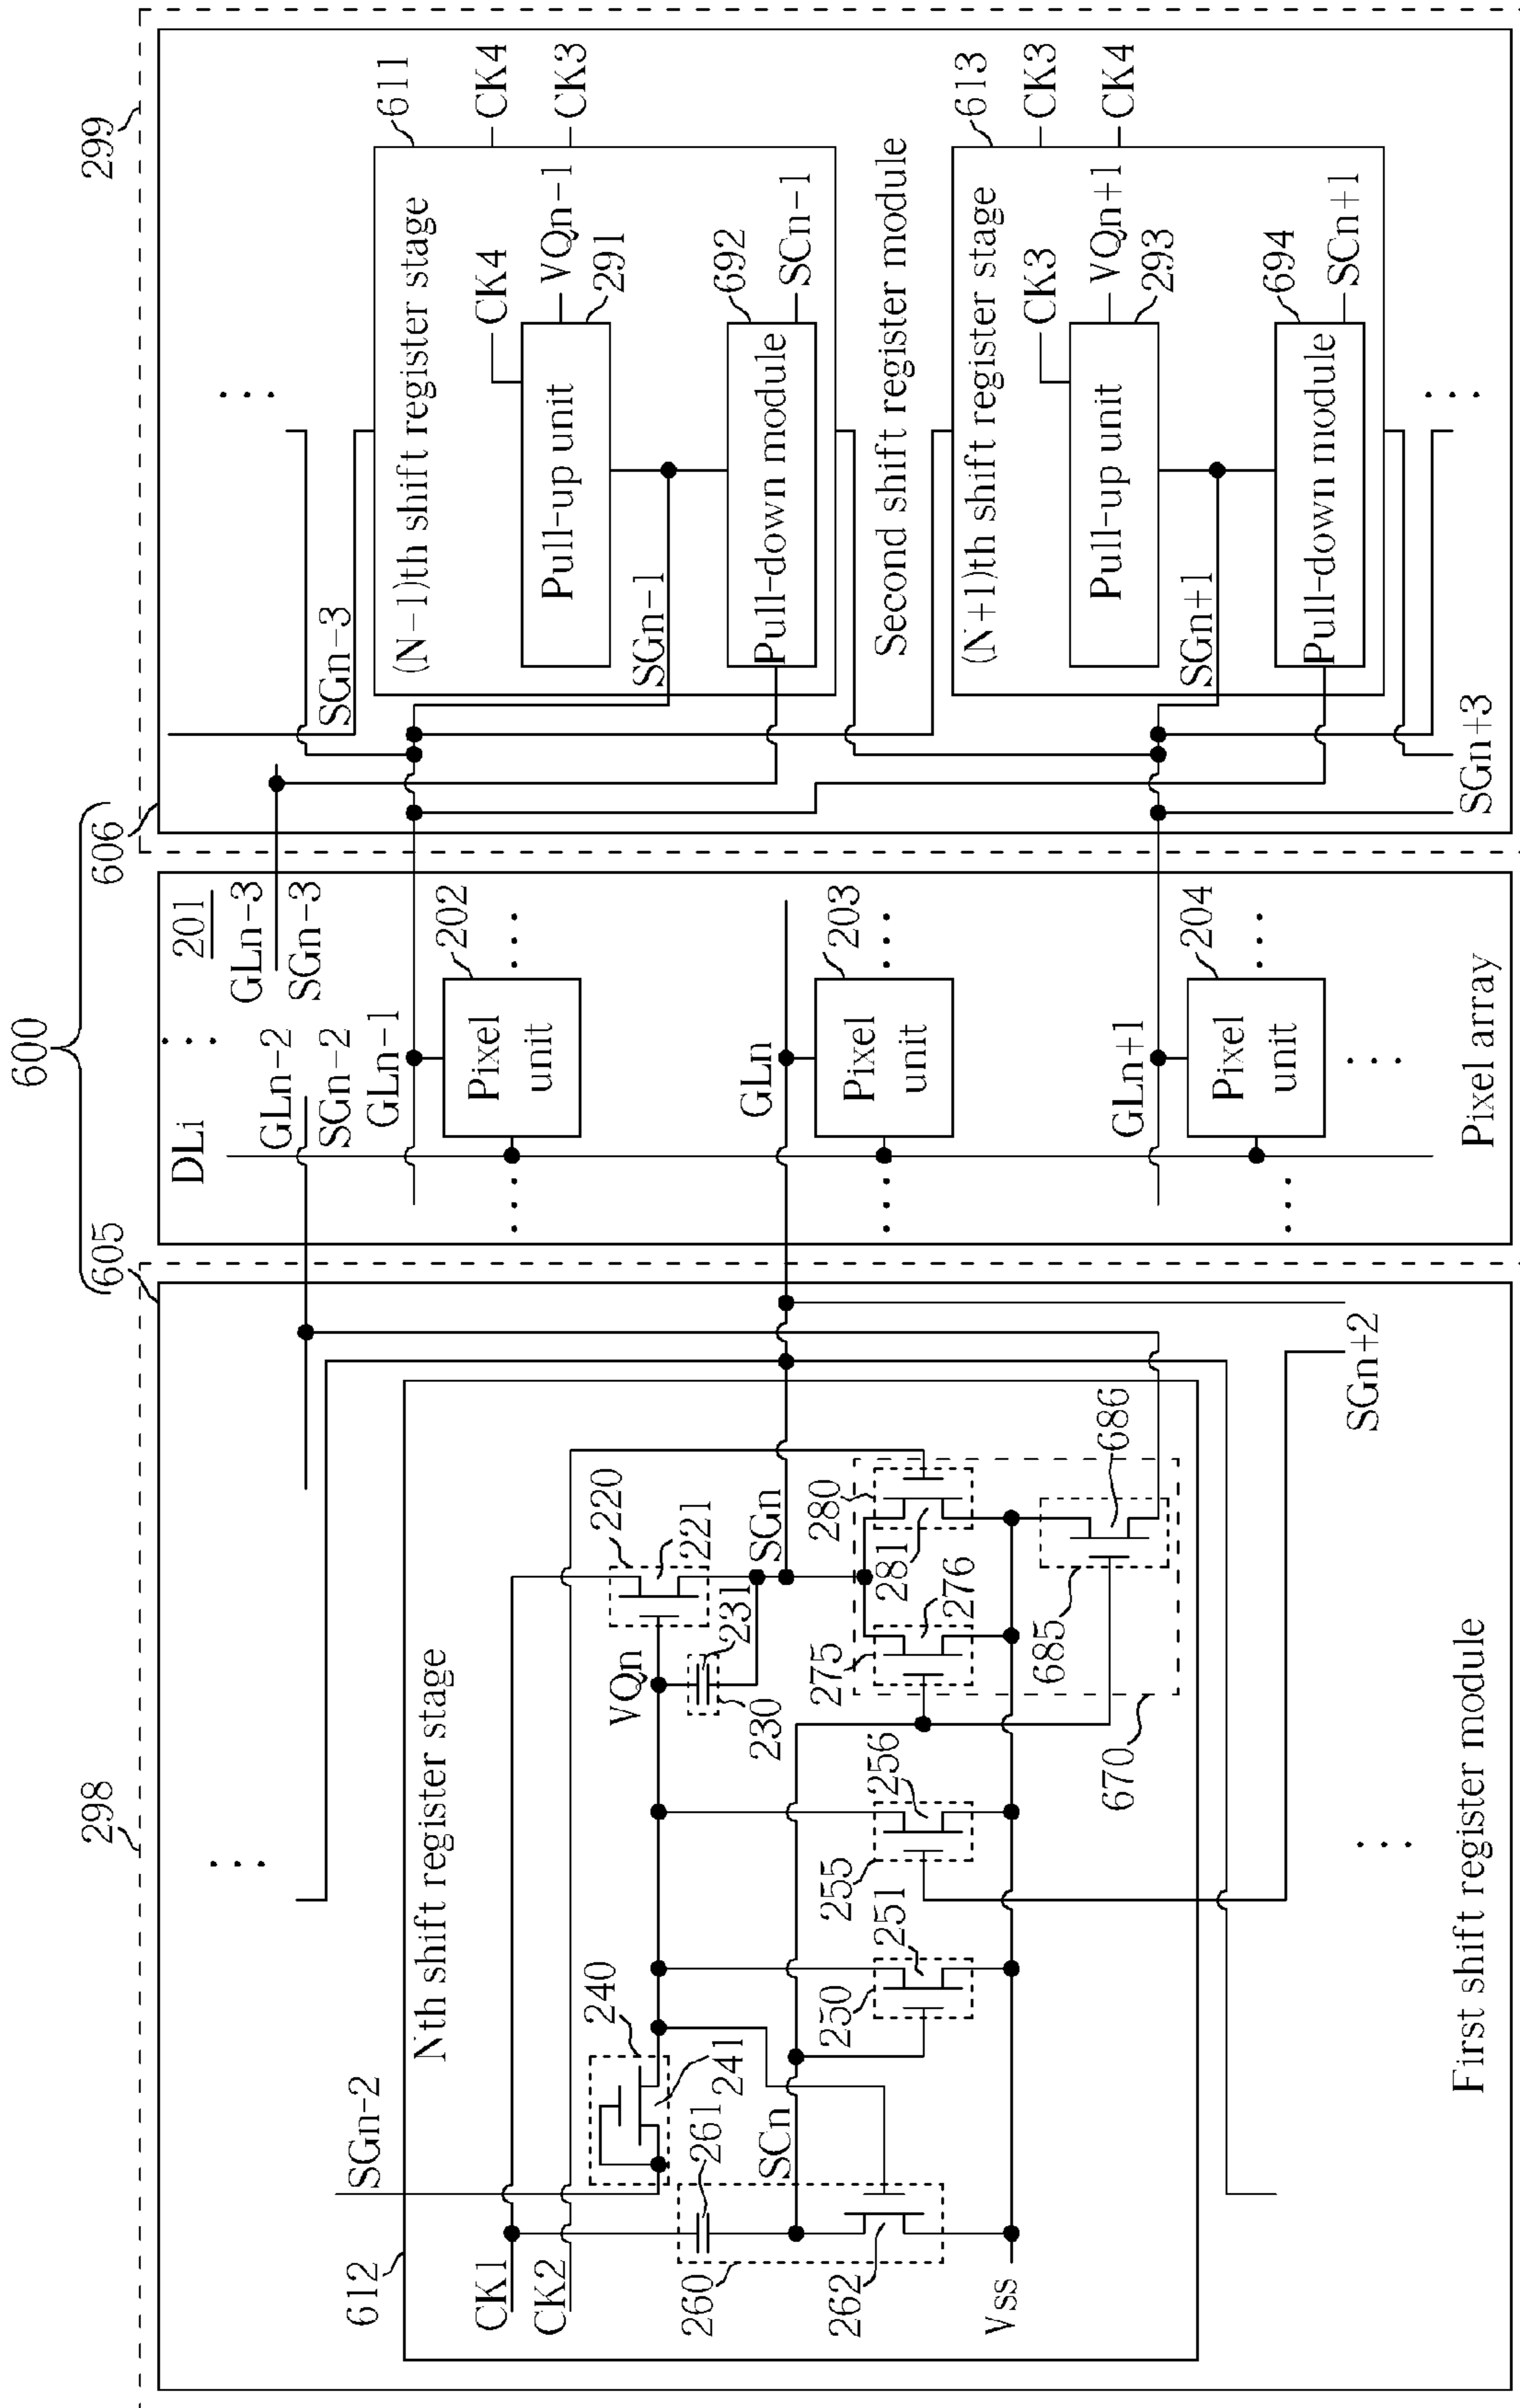 600
298
605
606
299
First shift register module
612
Nth shift register stage
SGn-2
CK1
CK2
240
241
260
261
262
SCn
Vss
250
251
255
256
VQn
230
231
220
221
SGn
275
276
280
281
670
685
686
SGn+2
Pixel array
201
DLi
GLn-2
SGn-2
GLn-3
SGn-3
GLn-1
Pixel
unit
202
GLn
Pixel
unit
203
GLn+1
Pixel
unit
204
Second shift register module
SGn-3
611
(N-1)th shift register stage
CK4
CK3
CK4
Pull-up unit
VQn-1
291
SGn-1
Pull-down module
692
SCn-1
613
(N+1)th shift register stage
CK3
CK4
CK3
Pull-up unit
VQn+1
293
SGn+1
Pull-down module
694
SCn+1
SGn+3